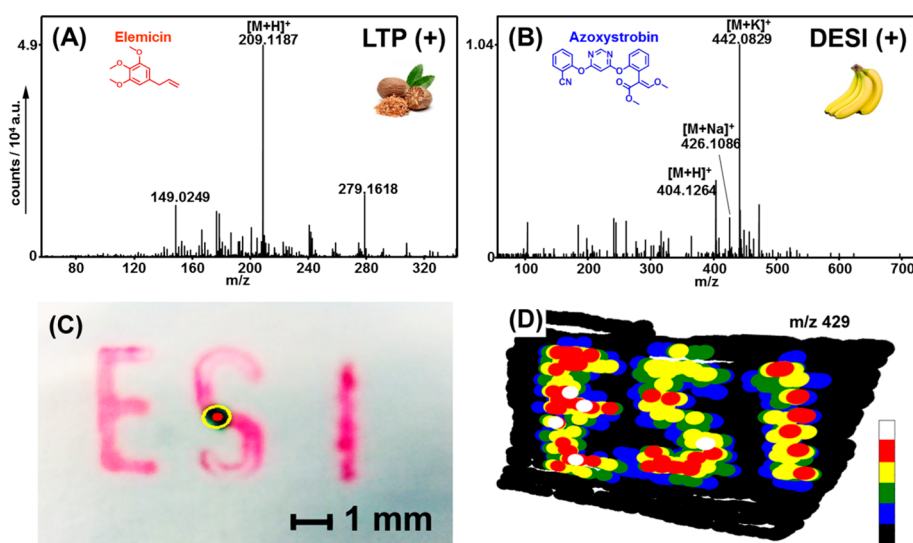 (A)
Elemicin
[M+H]+
209.1187
LTP (+)
4.9
counts / 10⁴ a.u.
149.0249
279.1618
0
80 120 160 200 240 280 320
m/z
O
O
O
(B)
Azoxystrobin
[M+K]+
442.0829
DESI (+)
1.04
N N
O O
CN O O
O
[M+Na]+
426.1086
[M+H]+
404.1264
0
100 200 300 400 500 600 700
m/z
(C)
E S I
1 mm
(D)
m/z 429
ESI